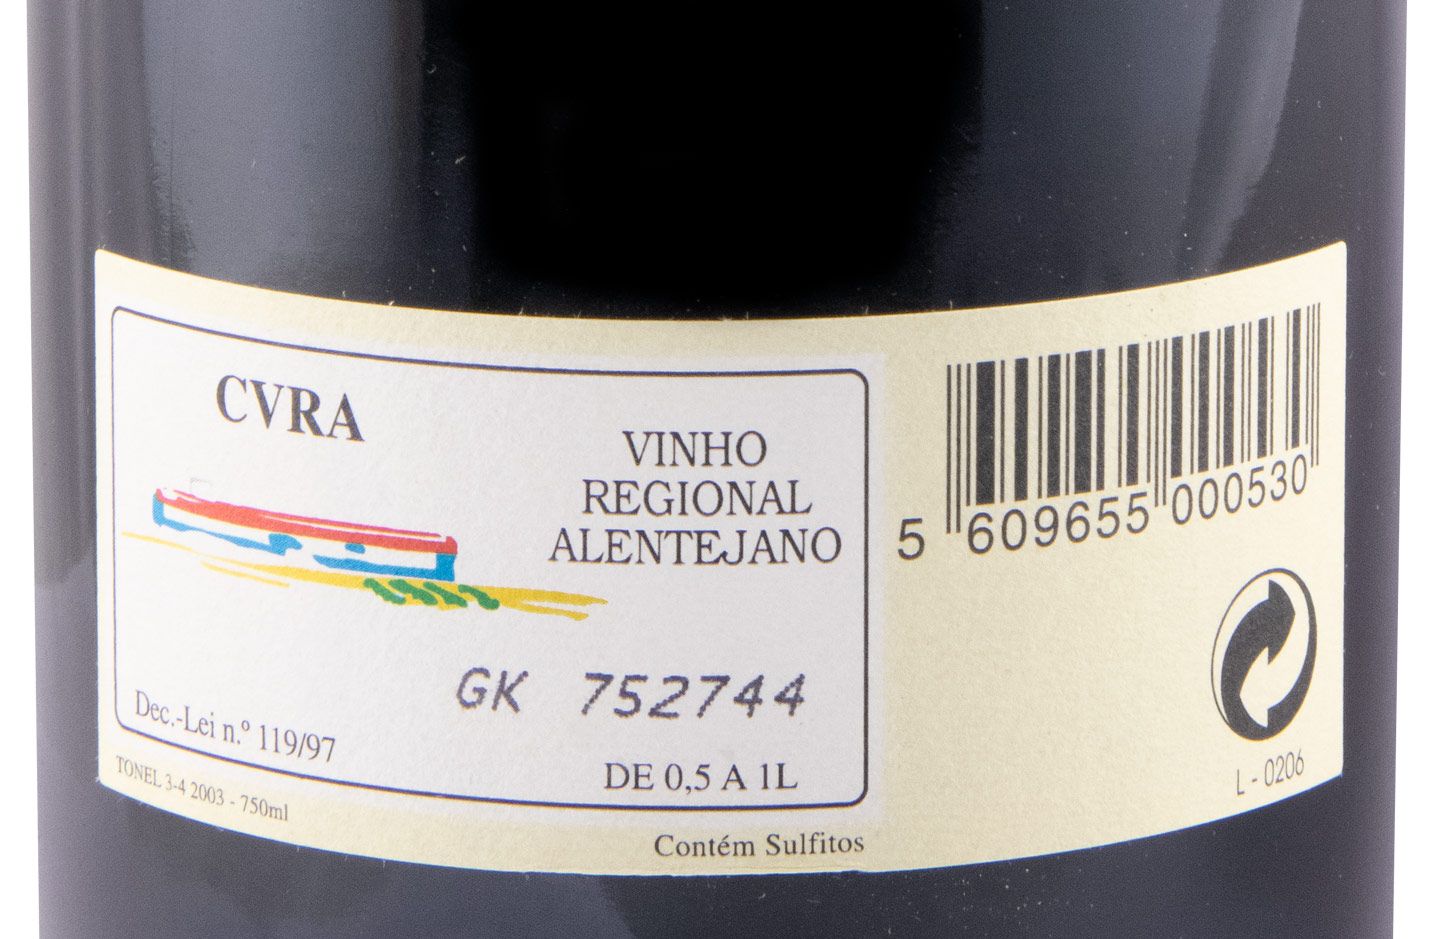 CVRA
VINHO
REGIONAL
ALENTEJANO
GK 752744
Dec.-Lei n.º 119/97
DE 0,5 A 1L
TONEL 3-4 2003 - 750ml
Contém Sulfitos
5 609655 000530
L - 0206